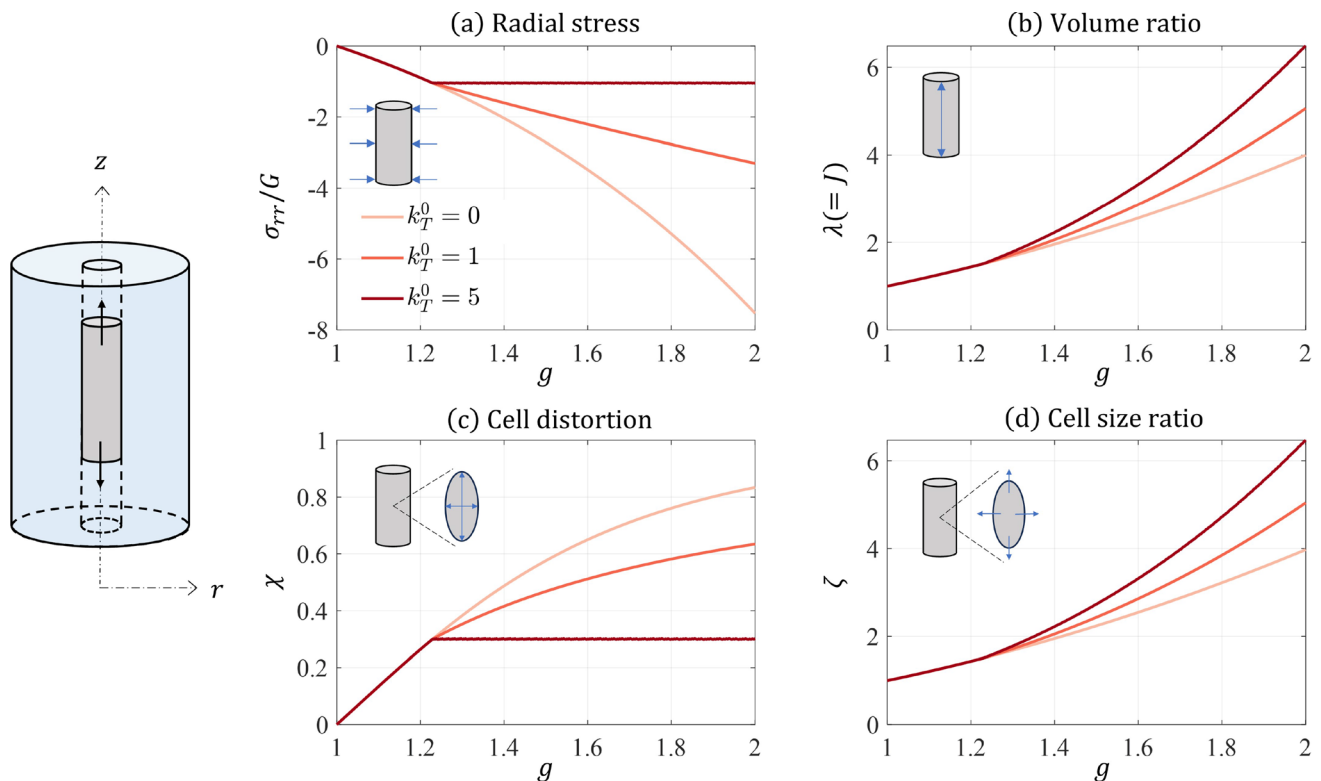 z
r
(a) Radial stress
0
-2
-4
-6
-8
σ_rr/G
k_T^0 = 0
k_T^0 = 1
k_T^0 = 5
1 1.2 1.4 1.6 1.8 2
g
(b) Volume ratio
6
4
2
0
λ(= J)
1 1.2 1.4 1.6 1.8 2
g
(c) Cell distortion
1
0.8
0.6
0.4
0.2
0
χ
1 1.2 1.4 1.6 1.8 2
g
(d) Cell size ratio
6
4
2
0
ζ
1 1.2 1.4 1.6 1.8 2
g